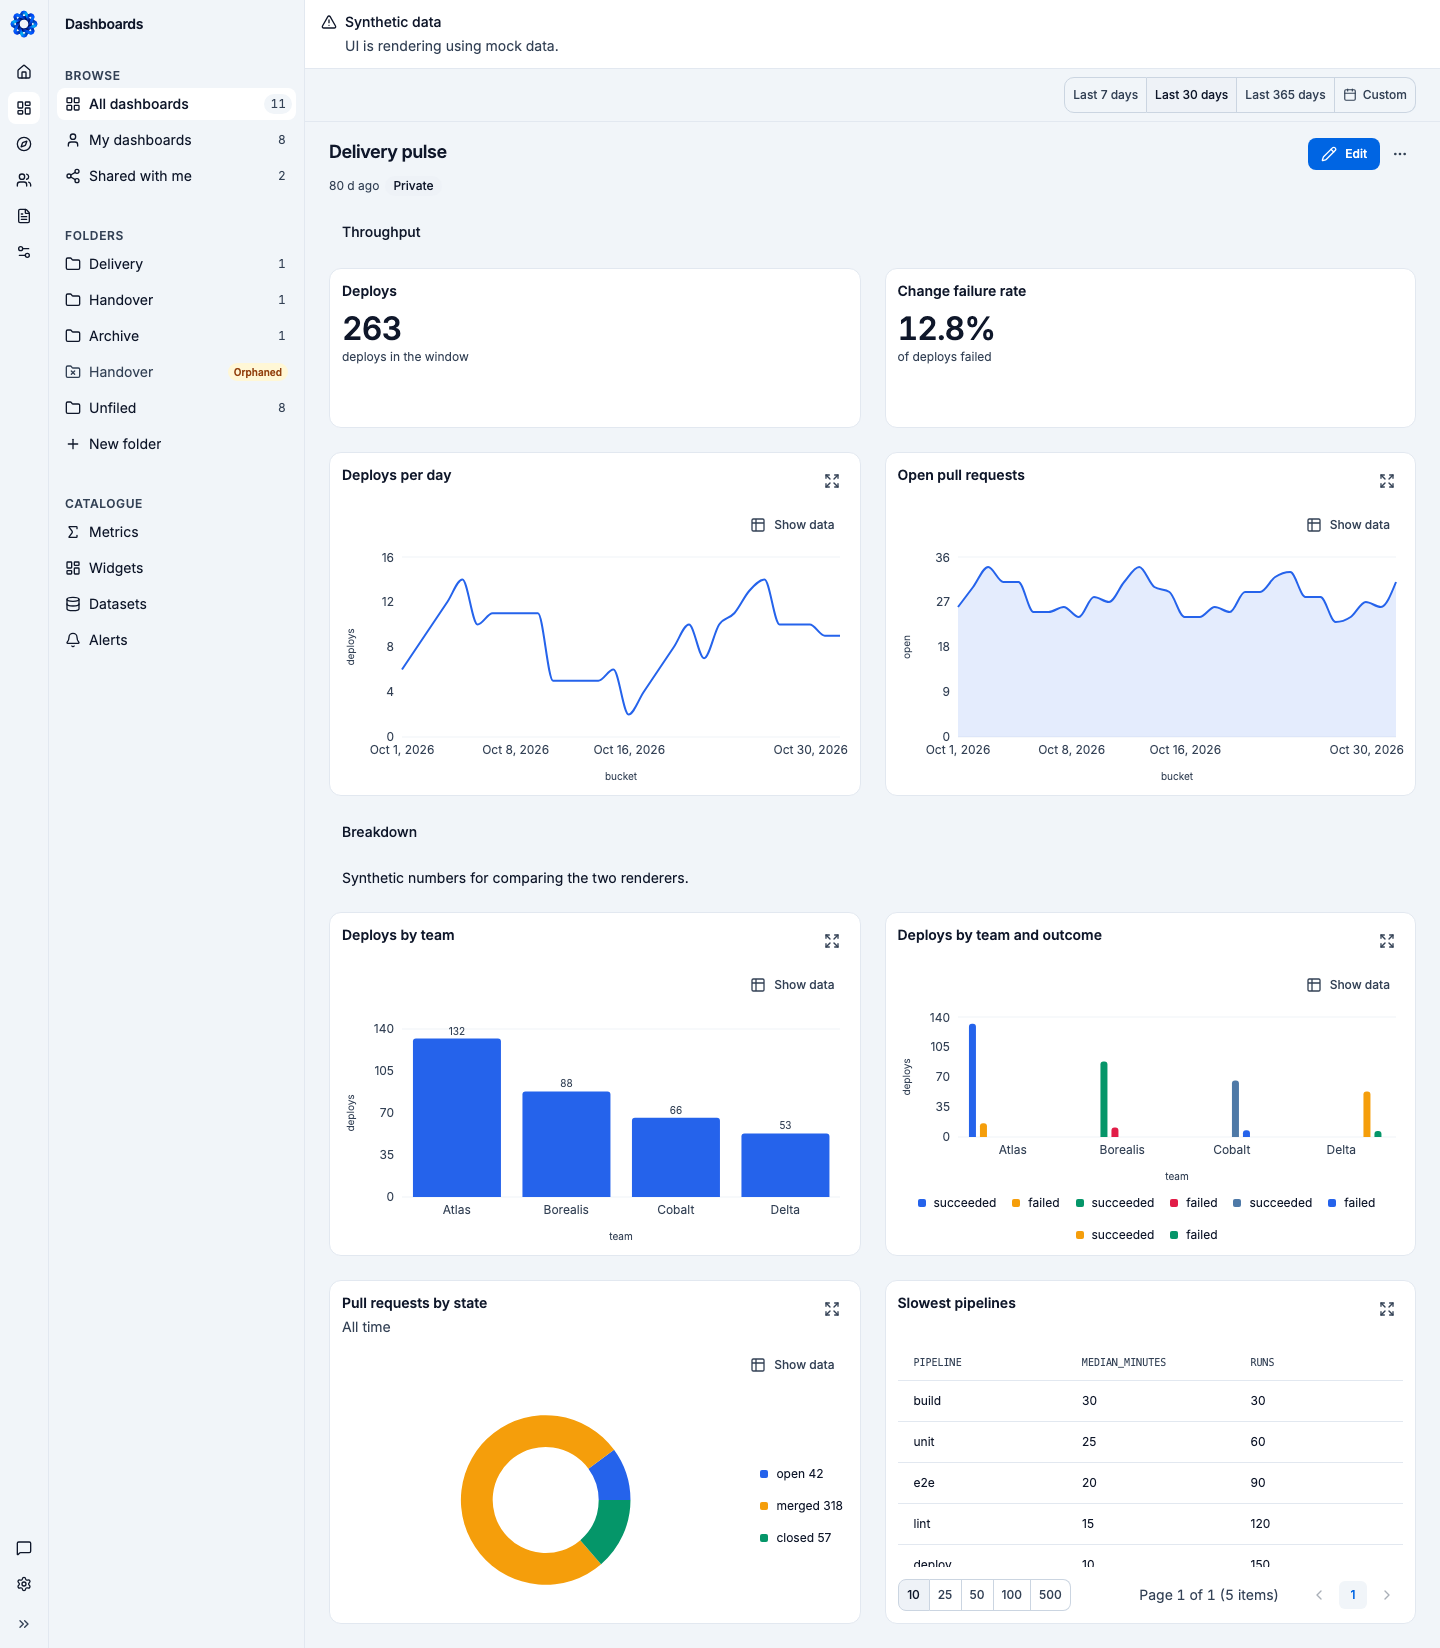 Dashboards
BROWSE
All dashboards 11
My dashboards 8
Shared with me 2
FOLDERS
Delivery 1
Handover 1
Archive 1
Handover Orphaned
Unfiled 8
New folder
CATALOGUE
Metrics
Widgets
Datasets
Alerts
Synthetic data
UI is rendering using mock data.
Last 7 days Last 30 days Last 365 days Custom
Delivery pulse
Edit
80 d ago Private
Throughput
Deploys
263
deploys in the window
Change failure rate
12.8%
of deploys failed
Deploys per day
Show data
16
12
8
4
0
deploys
Oct 1, 2026 Oct 8, 2026 Oct 16, 2026 Oct 30, 2026
bucket
Open pull requests
Show data
36
27
18
9
0
open
Oct 1, 2026 Oct 8, 2026 Oct 16, 2026 Oct 30, 2026
bucket
Breakdown
Synthetic numbers for comparing the two renderers.
Deploys by team
Show data
140
105
70
35
0
deploys
132
88
66
53
Atlas Borealis Cobalt Delta
team
Deploys by team and outcome
Show data
140
105
70
35
0
deploys
Atlas Borealis Cobalt Delta
team
succeeded failed succeeded failed succeeded failed
succeeded failed
Pull requests by state
All time
Show data
open 42
merged 318
closed 57
Slowest pipelines
PIPELINE MEDIAN_MINUTES RUNS
build 30 30
unit 25 60
e2e 20 90
lint 15 120
deploy 10 150
10 25 50 100 500
Page 1 of 1 (5 items)
1